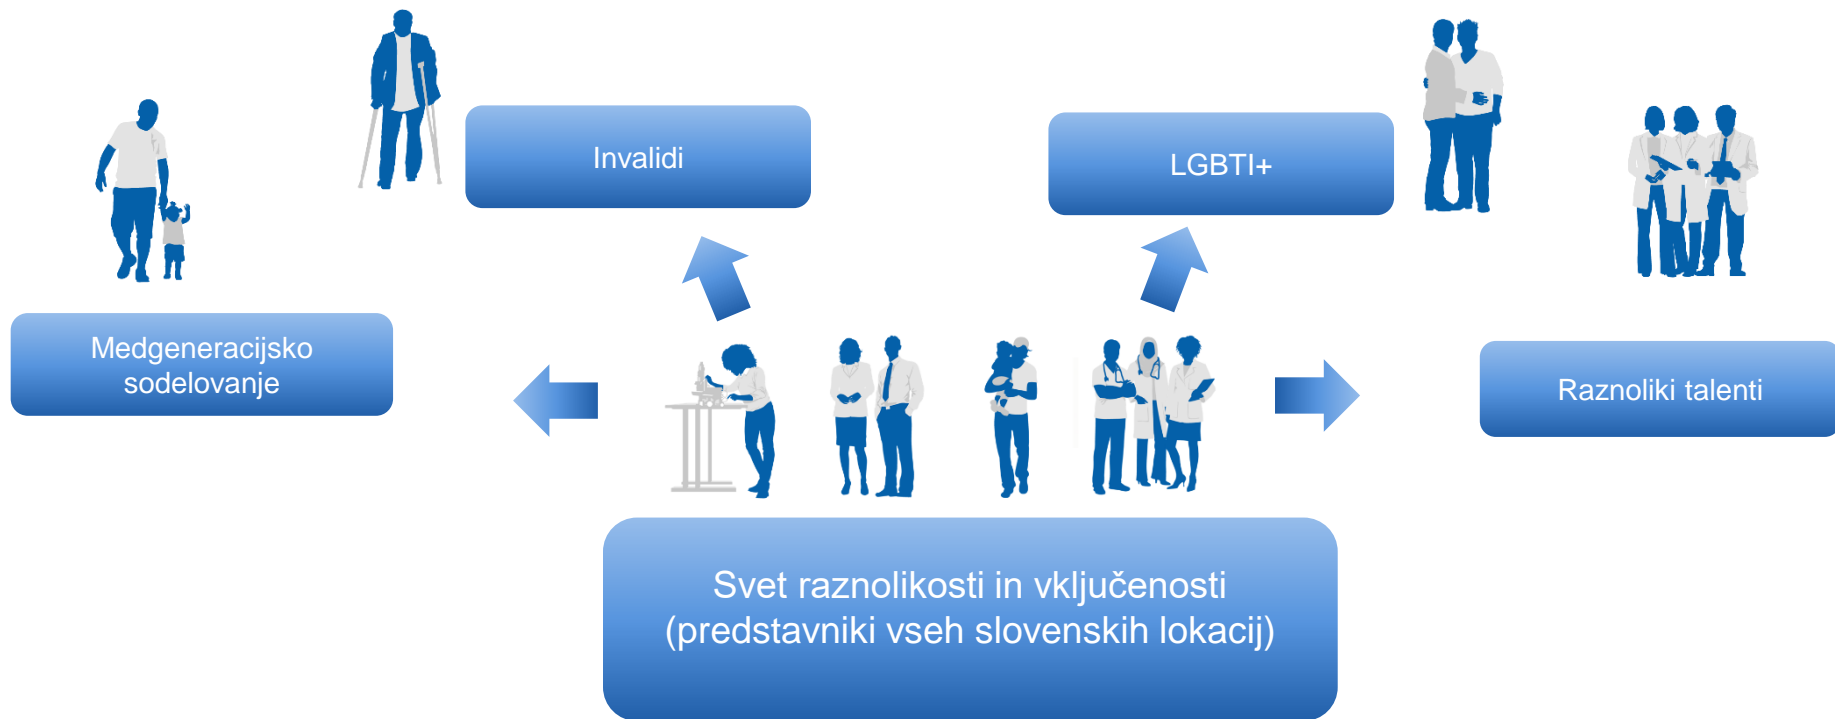 Invalidi
LGBTI+
Medgeneracijsko
sodelovanje
Raznoliki talenti
Svet raznolikosti in vključenosti
(predstavniki vseh slovenskih lokacij)